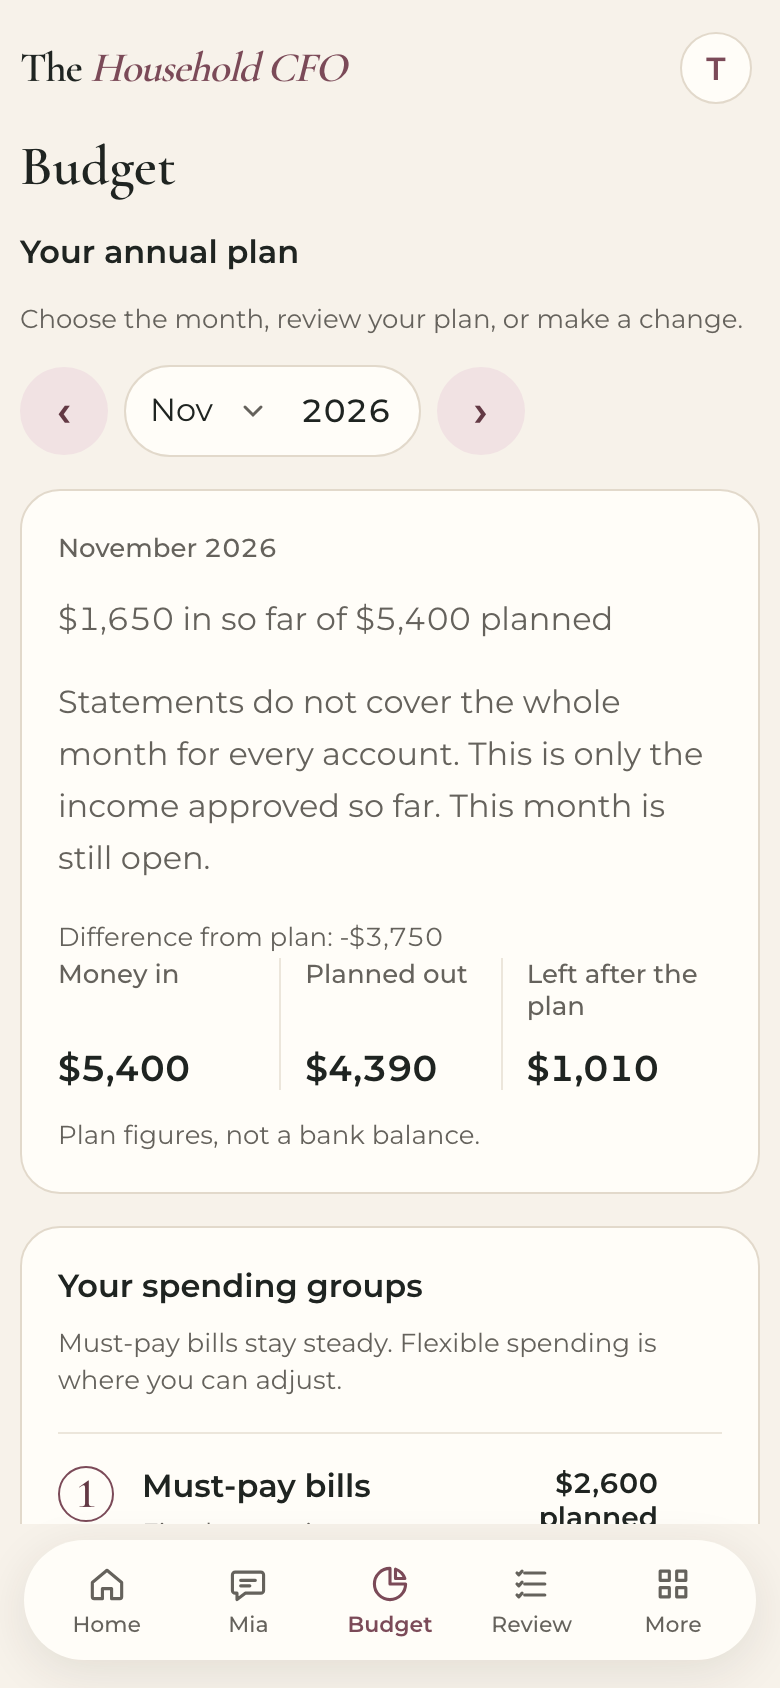 The Household CFO
T
Budget
Your annual plan
Choose the month, review your plan, or make a change.
‹ Nov 2026 ›
November 2026
$1,650 in so far of $5,400 planned
Statements do not cover the whole
month for every account. This is only the
income approved so far. This month is
still open.
Difference from plan: -$3,750
Money in
$5,400
Planned out
$4,390
Left after the
plan
$1,010
Plan figures, not a bank balance.
Your spending groups
Must-pay bills stay steady. Flexible spending is
where you can adjust.
1 Must-pay bills
$2,600
planned
Home
Mia
Budget
Review
More